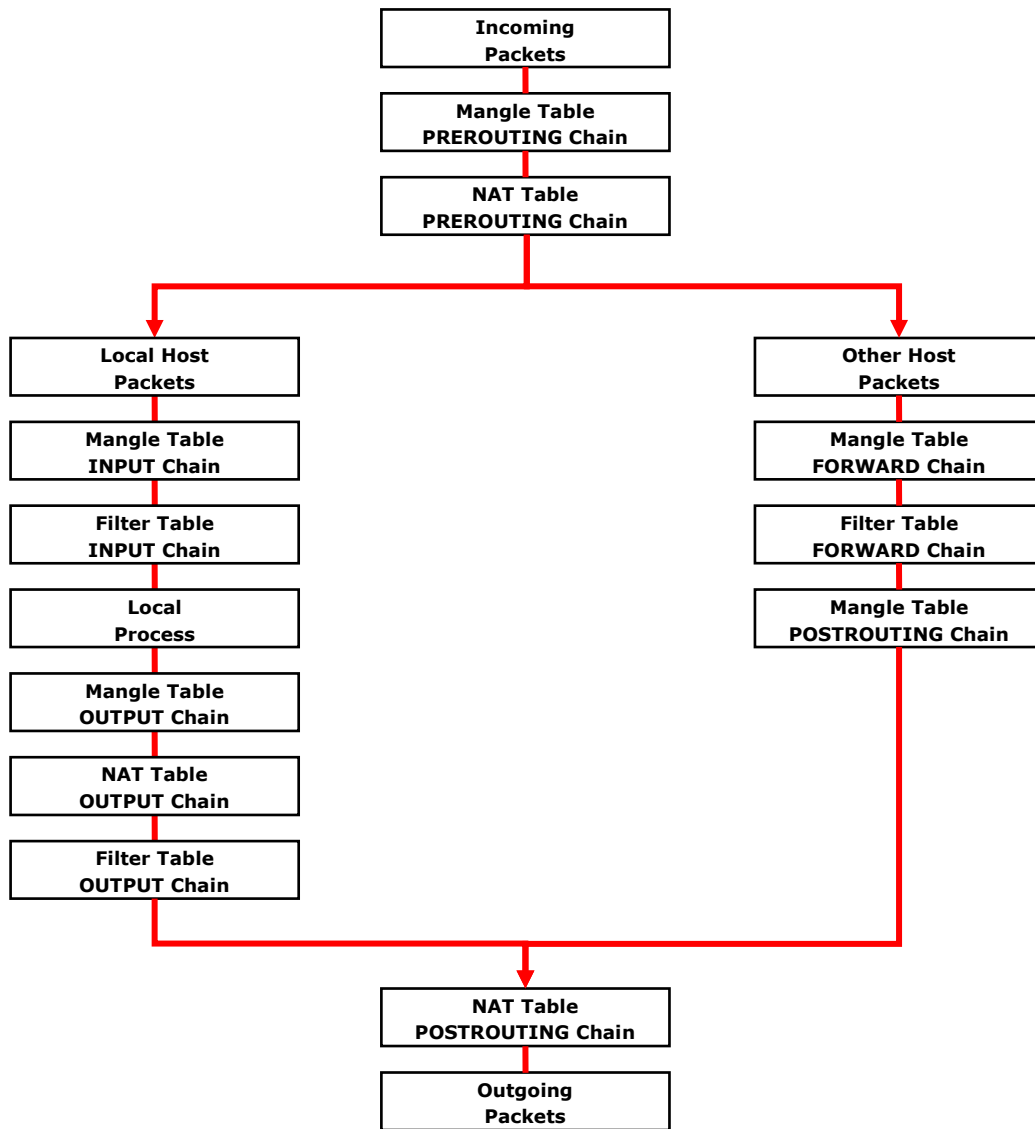 Incoming
Packets
Mangle Table
PREROUTING Chain
NAT Table
PREROUTING Chain
Local Host
Packets
Mangle Table
INPUT Chain
Filter Table
INPUT Chain
Local
Process
Mangle Table
OUTPUT Chain
NAT Table
OUTPUT Chain
Filter Table
OUTPUT Chain
Other Host
Packets
Mangle Table
FORWARD Chain
Filter Table
FORWARD Chain
Mangle Table
POSTROUTING Chain
NAT Table
POSTROUTING Chain
Outgoing
Packets